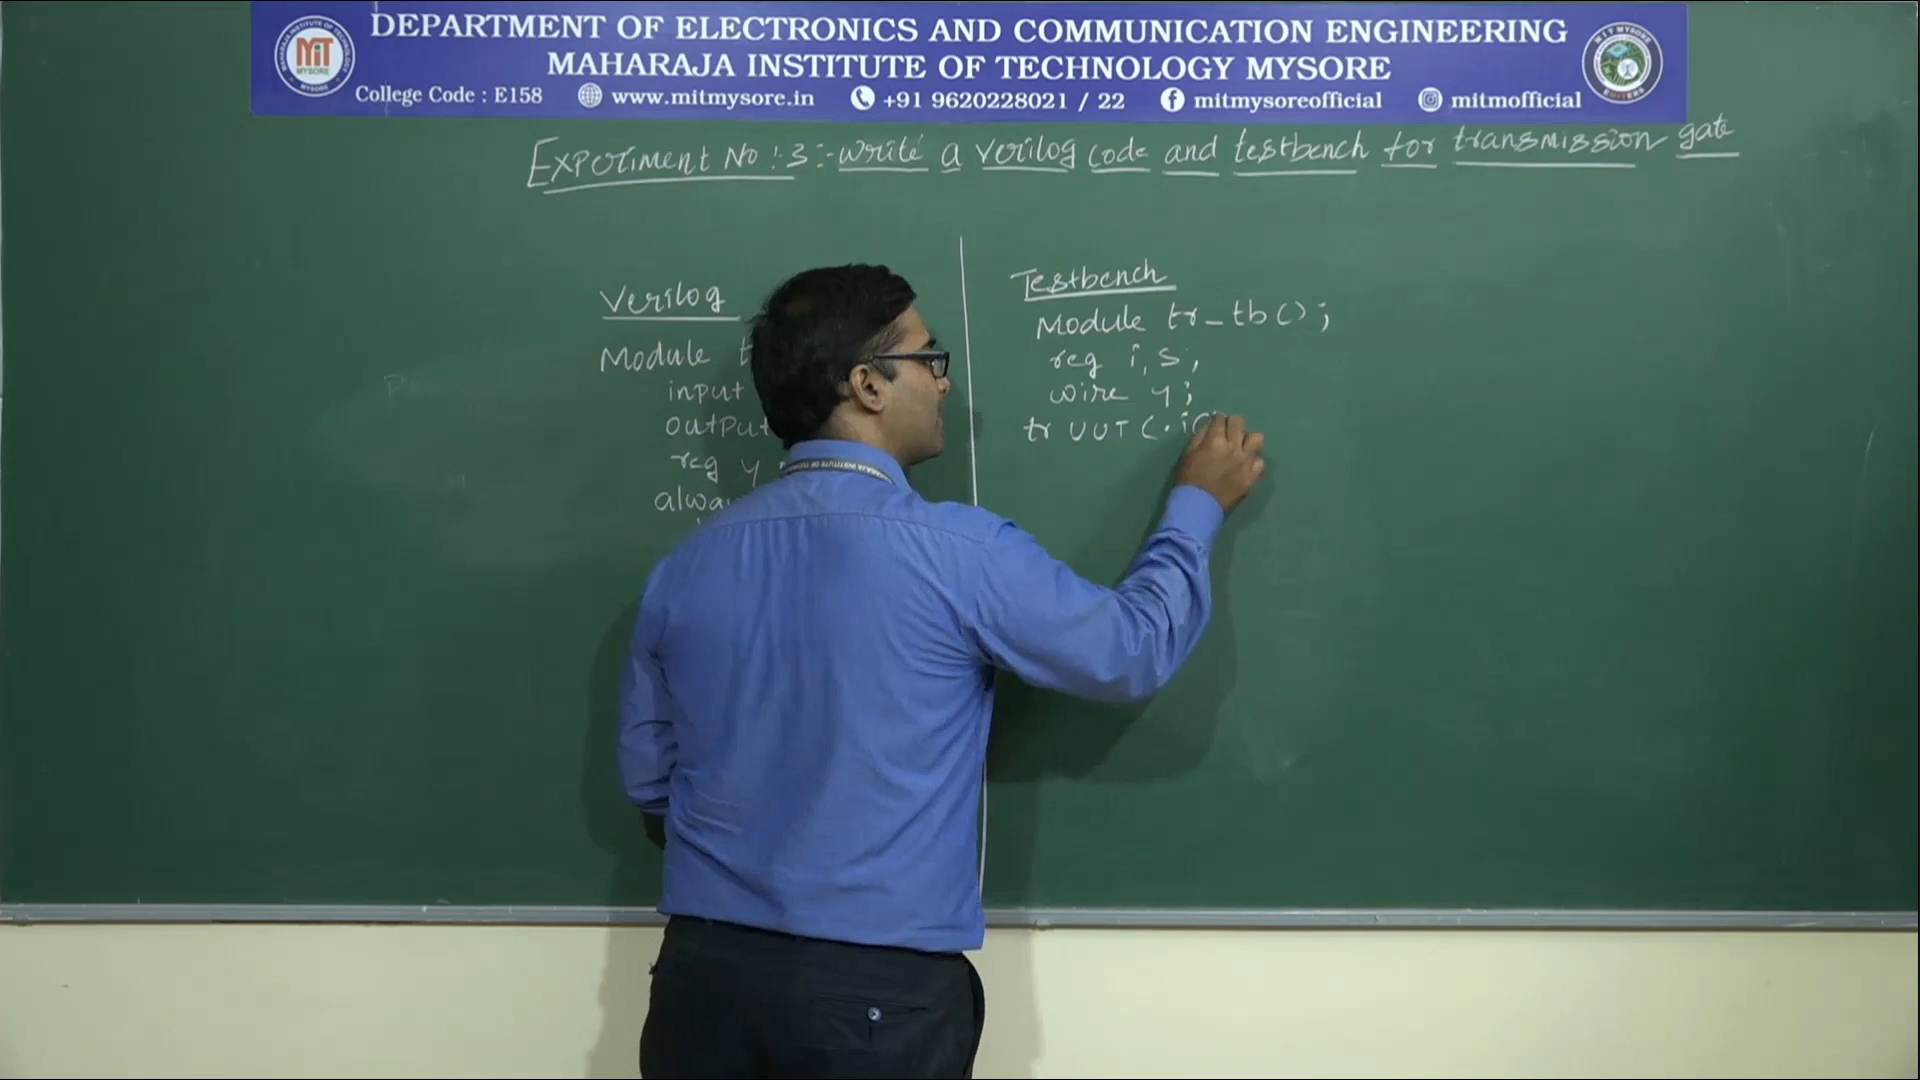 DEPARTMENT OF ELECTRONICS AND COMMUNICATION ENGINEERING
MAHARAJA INSTITUTE OF TECHNOLOGY MYSORE
College Code : E158 www.mitmysore.in +91 9620228021 / 22 mitmysoreofficial mitmofficial
MIT
MYSORE
Experiment No :3:- write a verilog code and testbench for transmission gate
Verilog
Module t
input
output
reg y
alwa
Testbench
Module tr_tb();
reg i, s;
wire y;
tr UUT (.i(